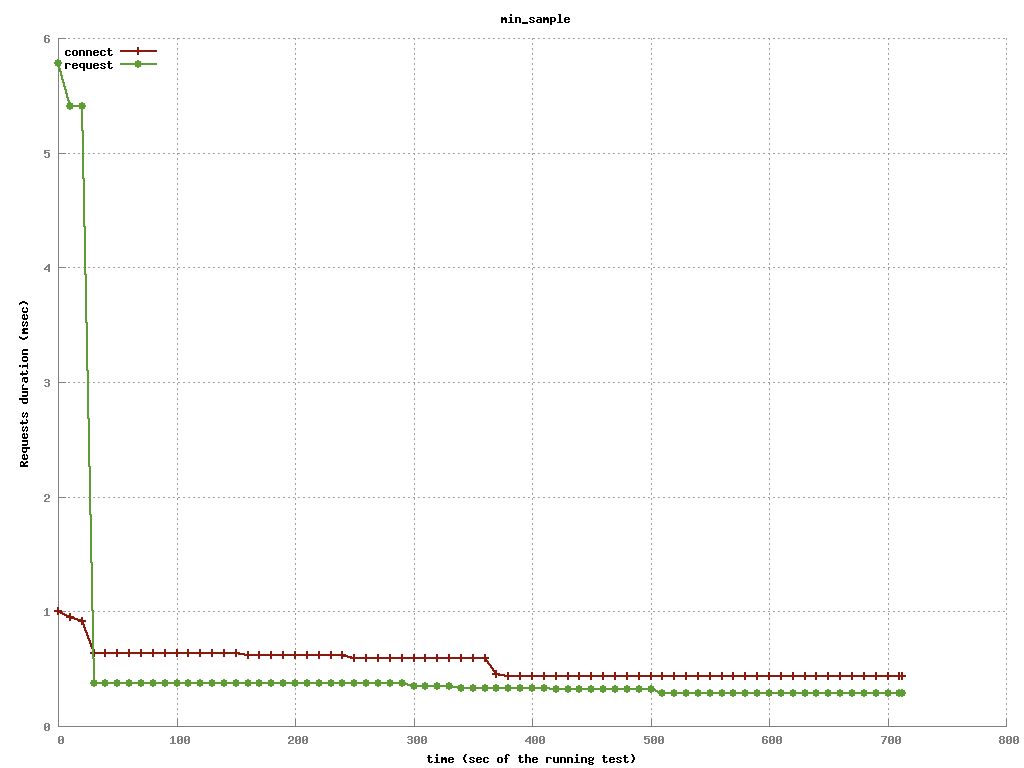 min_sample
connect
request
6
5
4
3
2
1
0
Requests duration (msec)
0 100 200 300 400 500 600 700 800
time (sec of the running test)